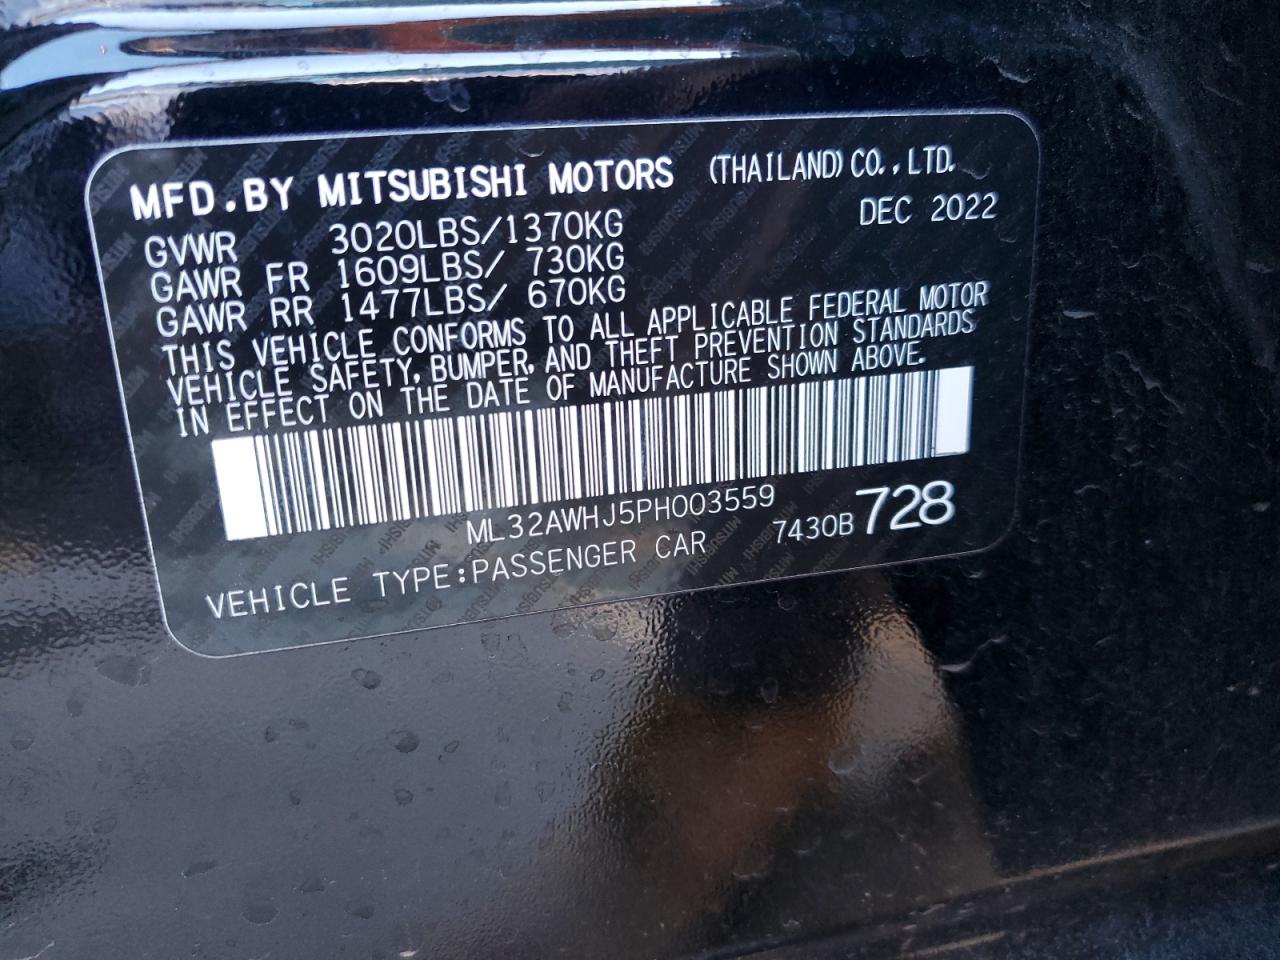 MFD.BY MITSUBISHI MOTORS (THAILAND) CO.,LTD.
GVWR 3020LBS/1370KG DEC 2022
GAWR FR 1609LBS/ 730KG
GAWR RR 1477LBS/ 670KG
THIS VEHICLE CONFORMS TO ALL APPLICABLE FEDERAL MOTOR
VEHICLE SAFETY, BUMPER, AND THEFT PREVENTION STANDARDS
IN EFFECT ON THE DATE OF MANUFACTURE SHOWN ABOVE.
ML32AWHJ5PH003559
7430B 728
VEHICLE TYPE:PASSENGER CAR